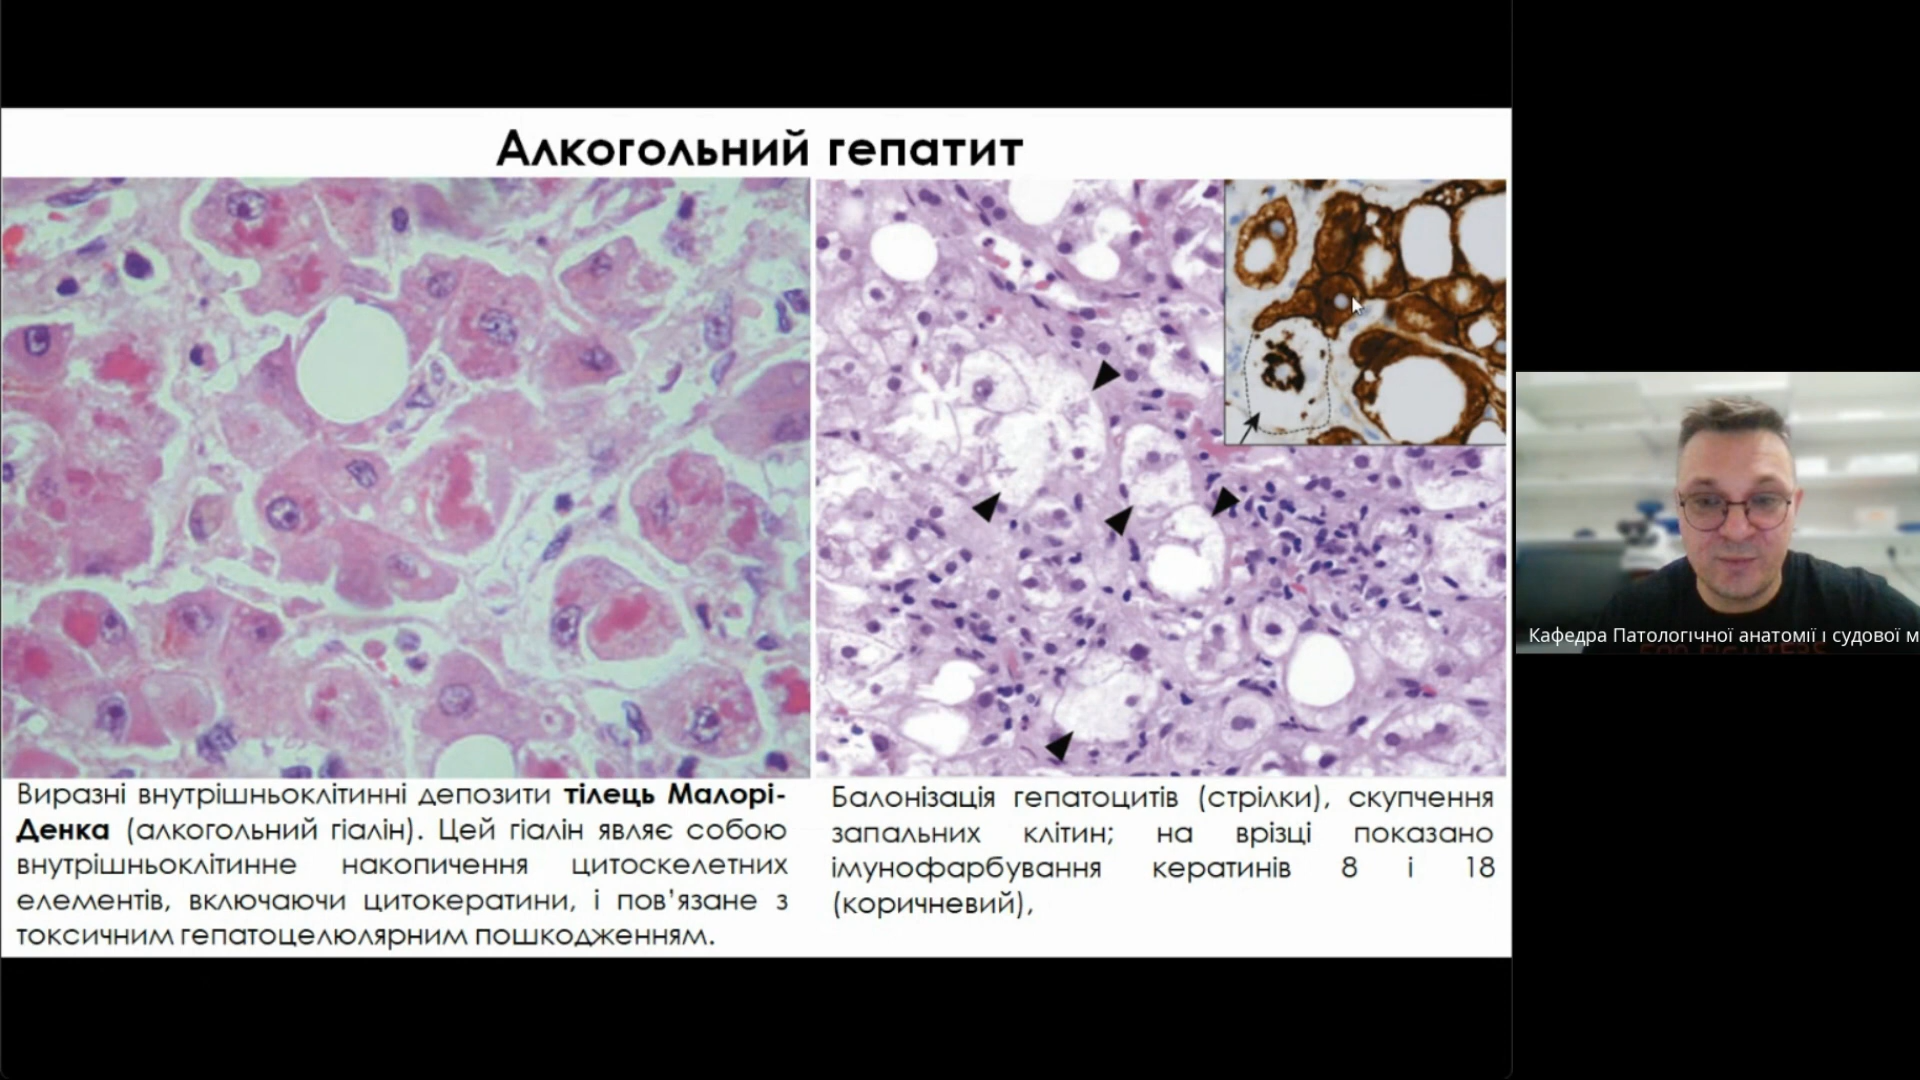 Алкогольний гепатит
Виразні внутрішньоклітинні депозити тілець Малорі-
Денка (алкогольний гіалін). Цей гіалін являє собою
внутрішньоклітинне накопичення цитоскелетних
елементів, включаючи цитокератини, і пов’язане з
токсичним гепатоцелюлярним пошкодженням.
Балонізація гепатоцитів (стрілки), скупчення
запальних клітин; на врізці показано
імунофарбування кератинів 8 і 18
(коричневий),
Кафедра Патологічної анатомії і судової м
FOO FIGHTERS